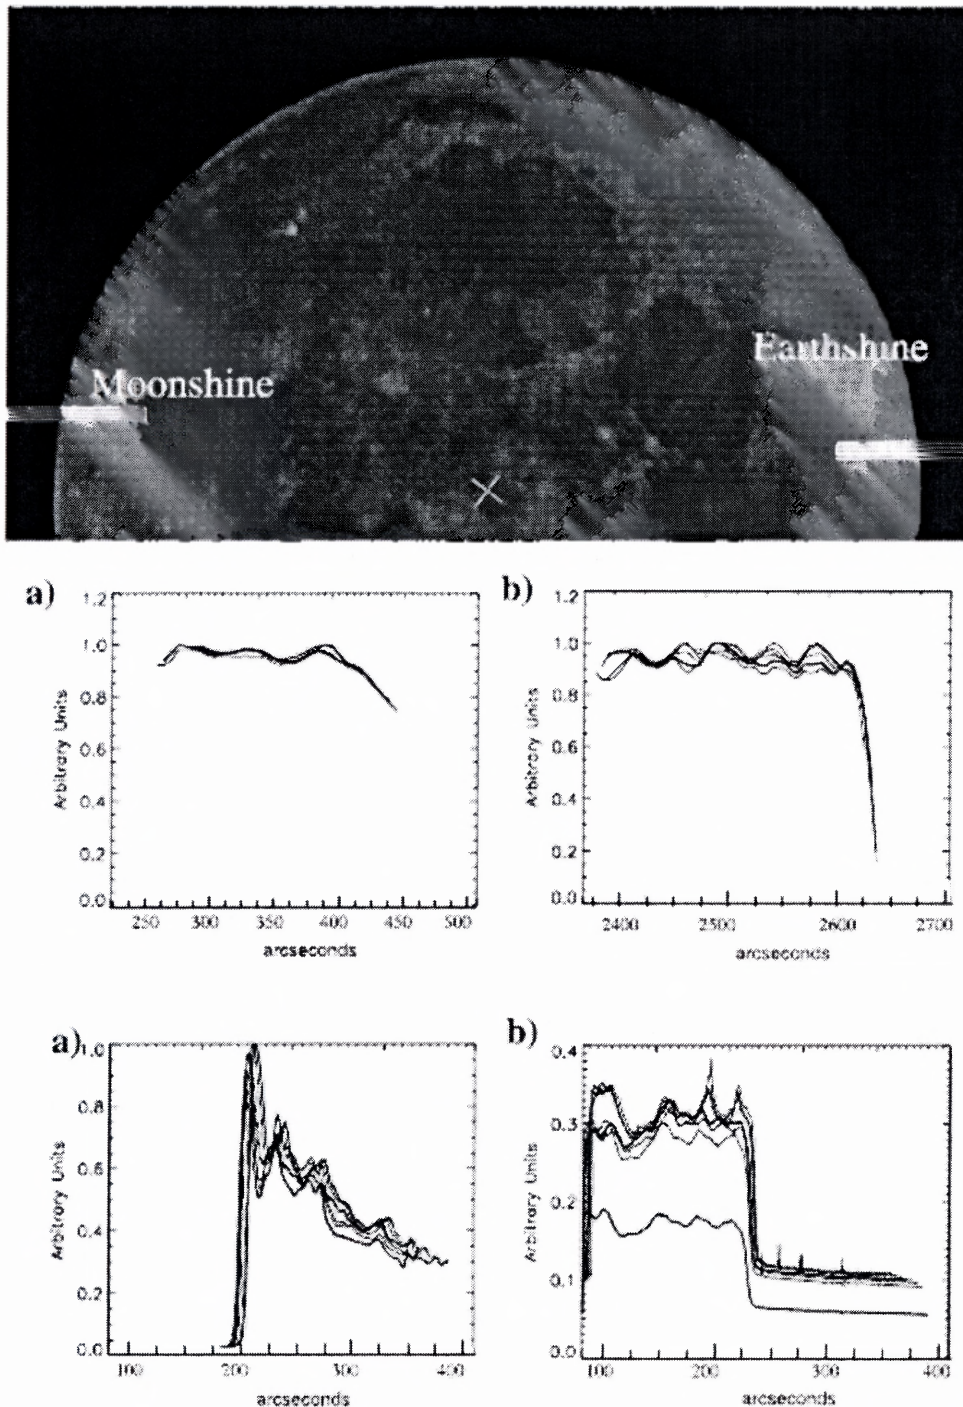 Earthshine
Moonshine
a)
1.2
1.0
0.8
0.6
0.4
0.2
0.0
Arbitrary Units
250 300 350 400 450 500
arcseconds
b)
1.2
1.0
0.8
0.6
0.4
0.2
0.0
Arbitrary Units
2400 2500 2600 2700
arcseconds
a)
1.0
0.8
0.6
0.4
0.2
0.0
Arbitrary Units
100 200 300 400
arcseconds
b)
0.4
0.3
0.2
0.1
0.0
Arbitrary Units
100 200 300 400
arcseconds